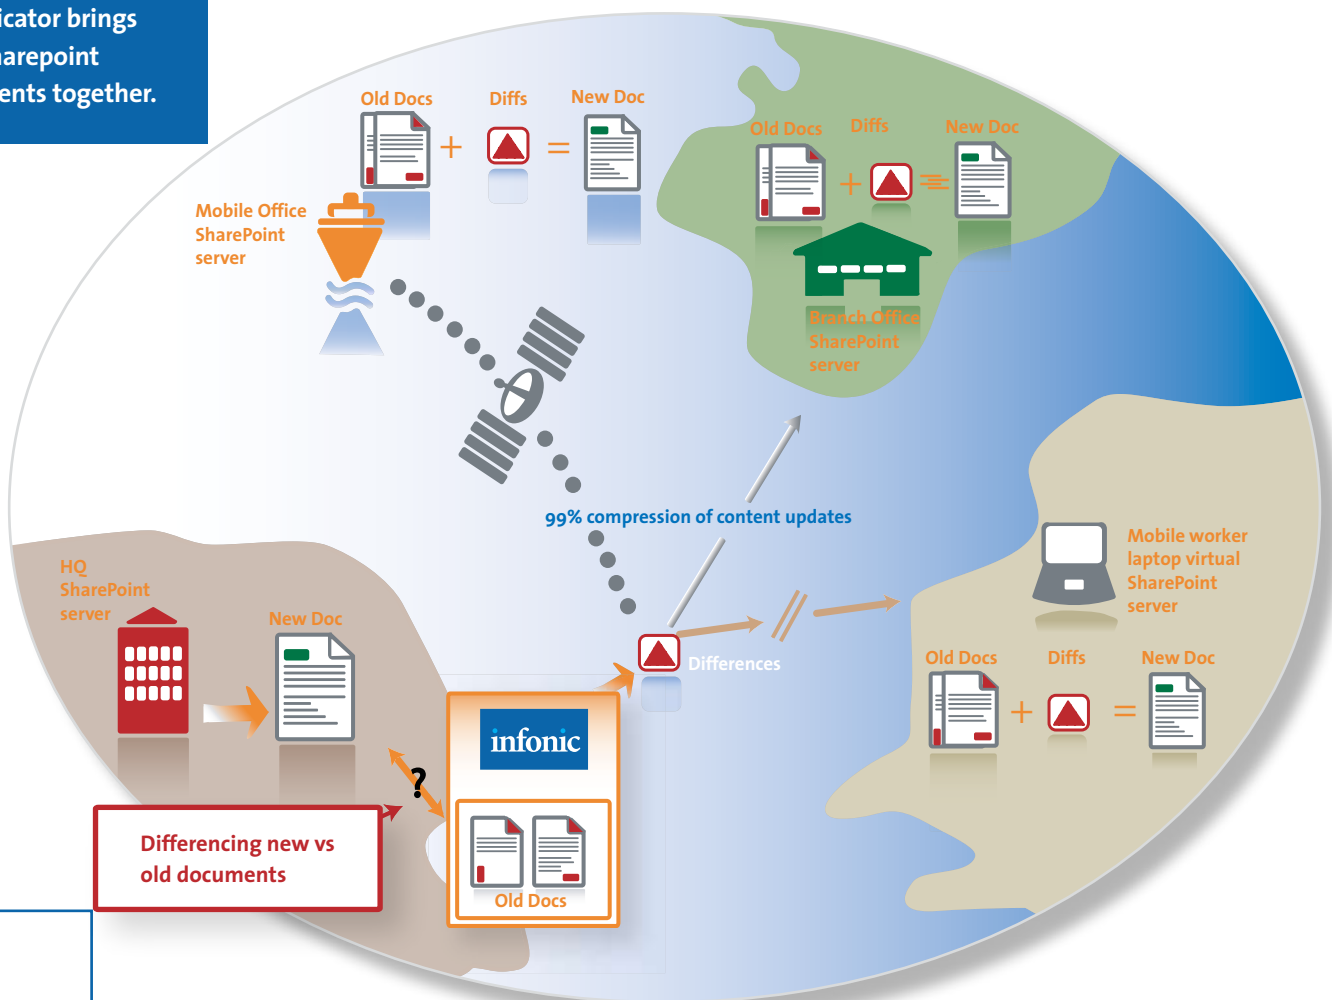 icator brings
arepoint
ents together.
Old Docs
Diffs
New Doc
+
=
Mobile Office
SharePoint
server
Old Docs
Diffs
New Doc
+
=
Branch Office
SharePoint
server
99% compression of content updates
HQ
SharePoint
server
New Doc
Differences
infonic
?
Old Docs
Differencing new vs
old documents
Mobile worker
laptop virtual
SharePoint
server
Old Docs
Diffs
New Doc
+
=